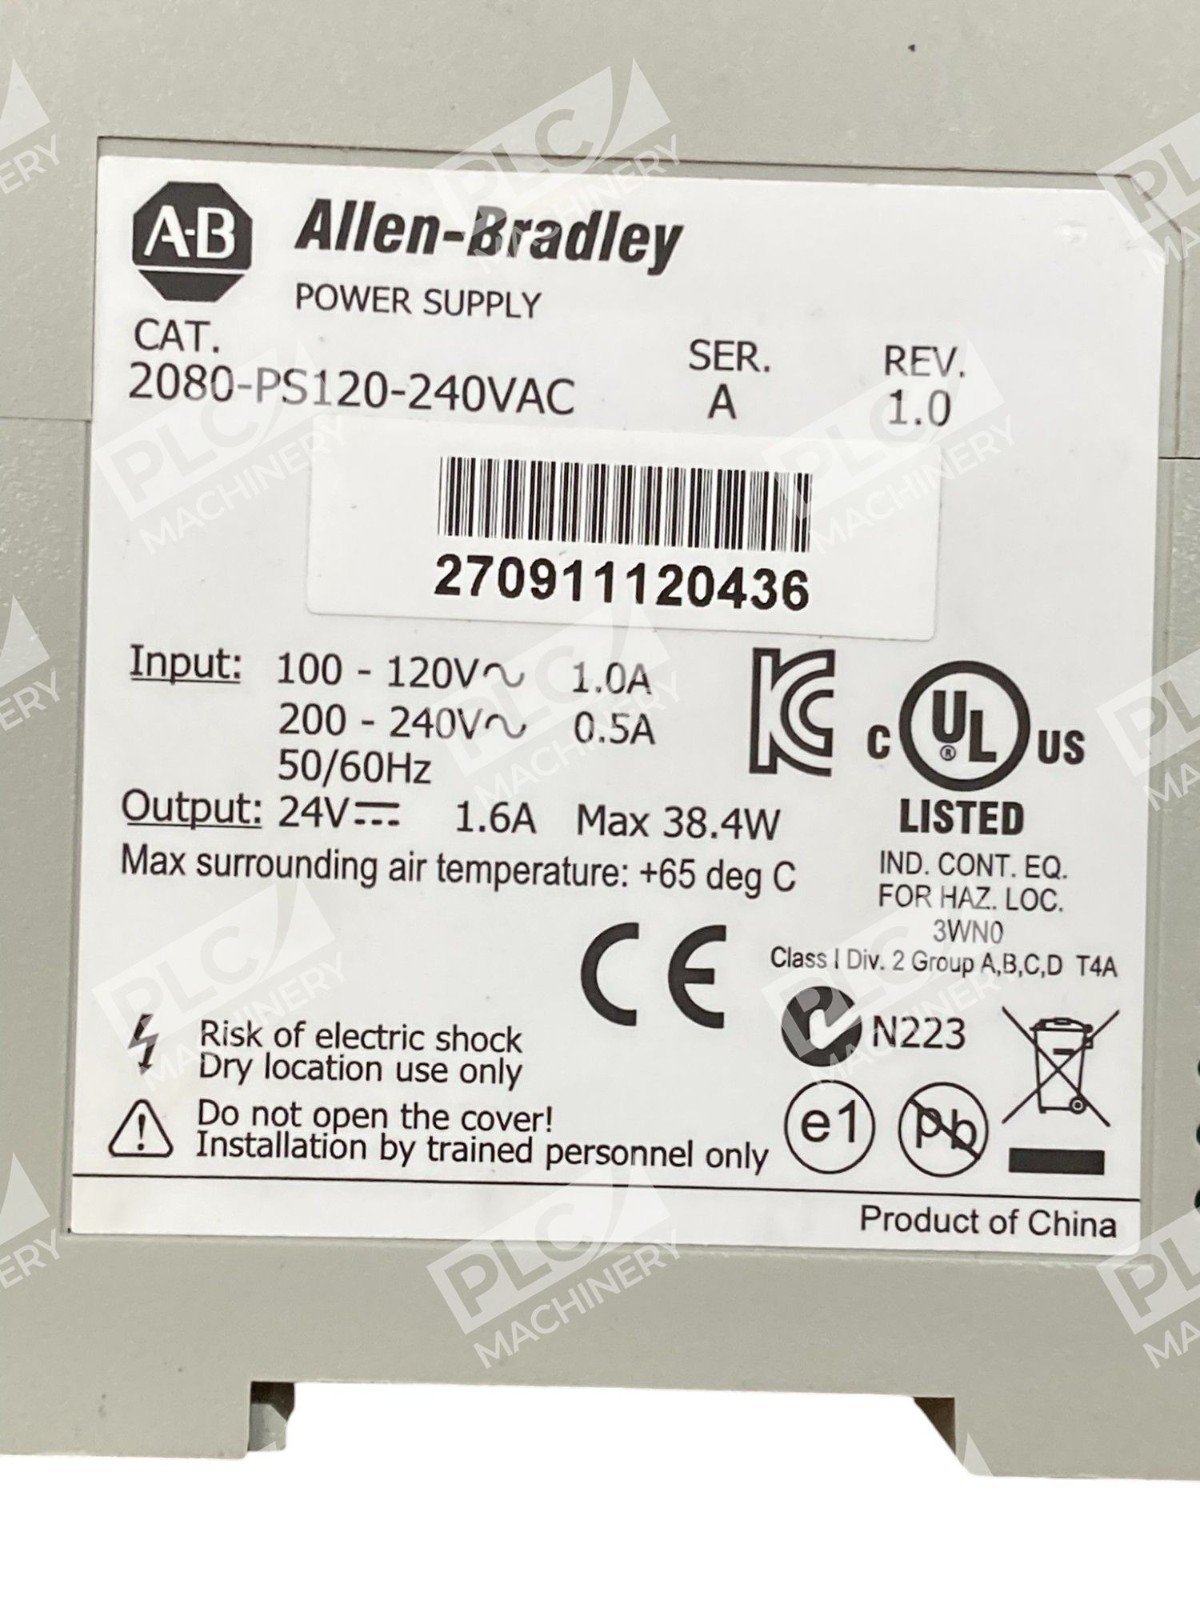 A-B Allen-Bradley
POWER SUPPLY
CAT. SER. REV.
2080-PS120-240VAC A 1.0
270911120436
Input: 100 - 120V~ 1.0A
200 - 240V~ 0.5A
50/60Hz
Output: 24V⎓ 1.6A Max 38.4W
Max surrounding air temperature: +65 deg C
KC
C UL® US
LISTED
IND. CONT. EQ.
FOR HAZ. LOC.
3WN0
Class I Div. 2 Group A,B,C,D T4A
CE
N223
Risk of electric shock
Dry location use only
Do not open the cover!
Installation by trained personnel only
e1 Pb
Product of China
PLC MACHINERY